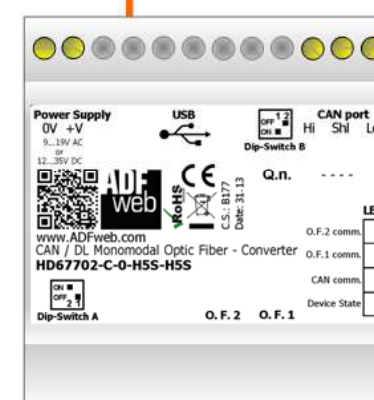 Power Supply
0V +V
9...19V AC
or
12...35V DC
USB
OFF 1 2
ON
Dip-Switch B
CAN port
Hi Shl
Q.n. - - - -
ADF
web
RoHS
CE
C.S.: B177
Date: 31-13
www.ADFweb.com
CAN / DL Monomodal Optic Fiber - Converter
HD67702-C-0-H5S-H5S
O.F.2 comm.
O.F.1 comm.
CAN comm.
Device State
ON
OFF 2 1
Dip-Switch A
O. F. 2 O. F. 1